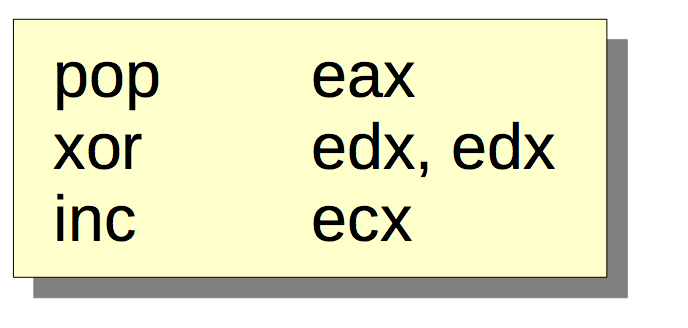 pop eax
xor edx, edx
inc ecx